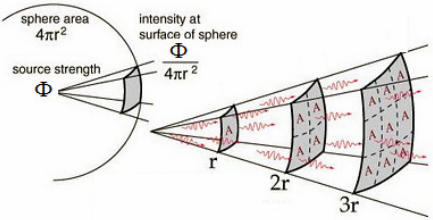 sphere area
4πr²
source strength
Φ
intensity at
surface of sphere
Φ
4πr²
A
r
A A
A A
2r
A A A
A A A
A A A
3r